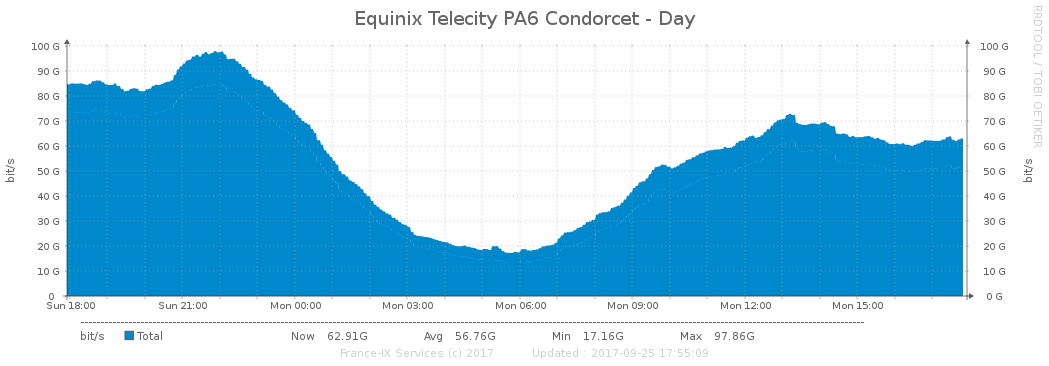 Equinix Telecity PA6 Condorcet - Day
RRDTOOL / TOBI OETIKER
100 G 100 G
90 G 90 G
80 G 80 G
70 G 70 G
60 G 60 G
50 G 50 G
40 G 40 G
30 G 30 G
20 G 20 G
10 G 10 G
0 0 G
bit/s
bit/s
Sun 18:00 Sun 21:00 Mon 00:00 Mon 03:00 Mon 06:00 Mon 09:00 Mon 12:00 Mon 15:00
bit/s Total Now 62.91G Avg 56.76G Min 17.16G Max 97.86G
France-IX Services (c) 2017 Updated : 2017-09-25 17:55:09